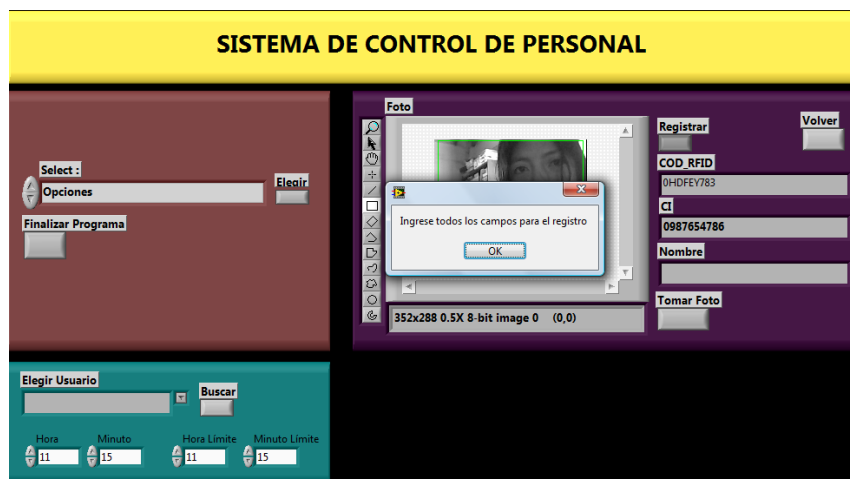 SISTEMA DE CONTROL DE PERSONAL
Select :
Opciones
Elegir
Finalizar Programa
Foto
Ingrese todos los campos para el registro
OK
352x288 0.5X 8-bit image 0 (0,0)
Registrar
Volver
COD_RFID
0HDFEY783
CI
0987654786
Nombre
Tomar Foto
Elegir Usuario
Buscar
Hora Minuto Hora Límite Minuto Límite
11 15 11 15